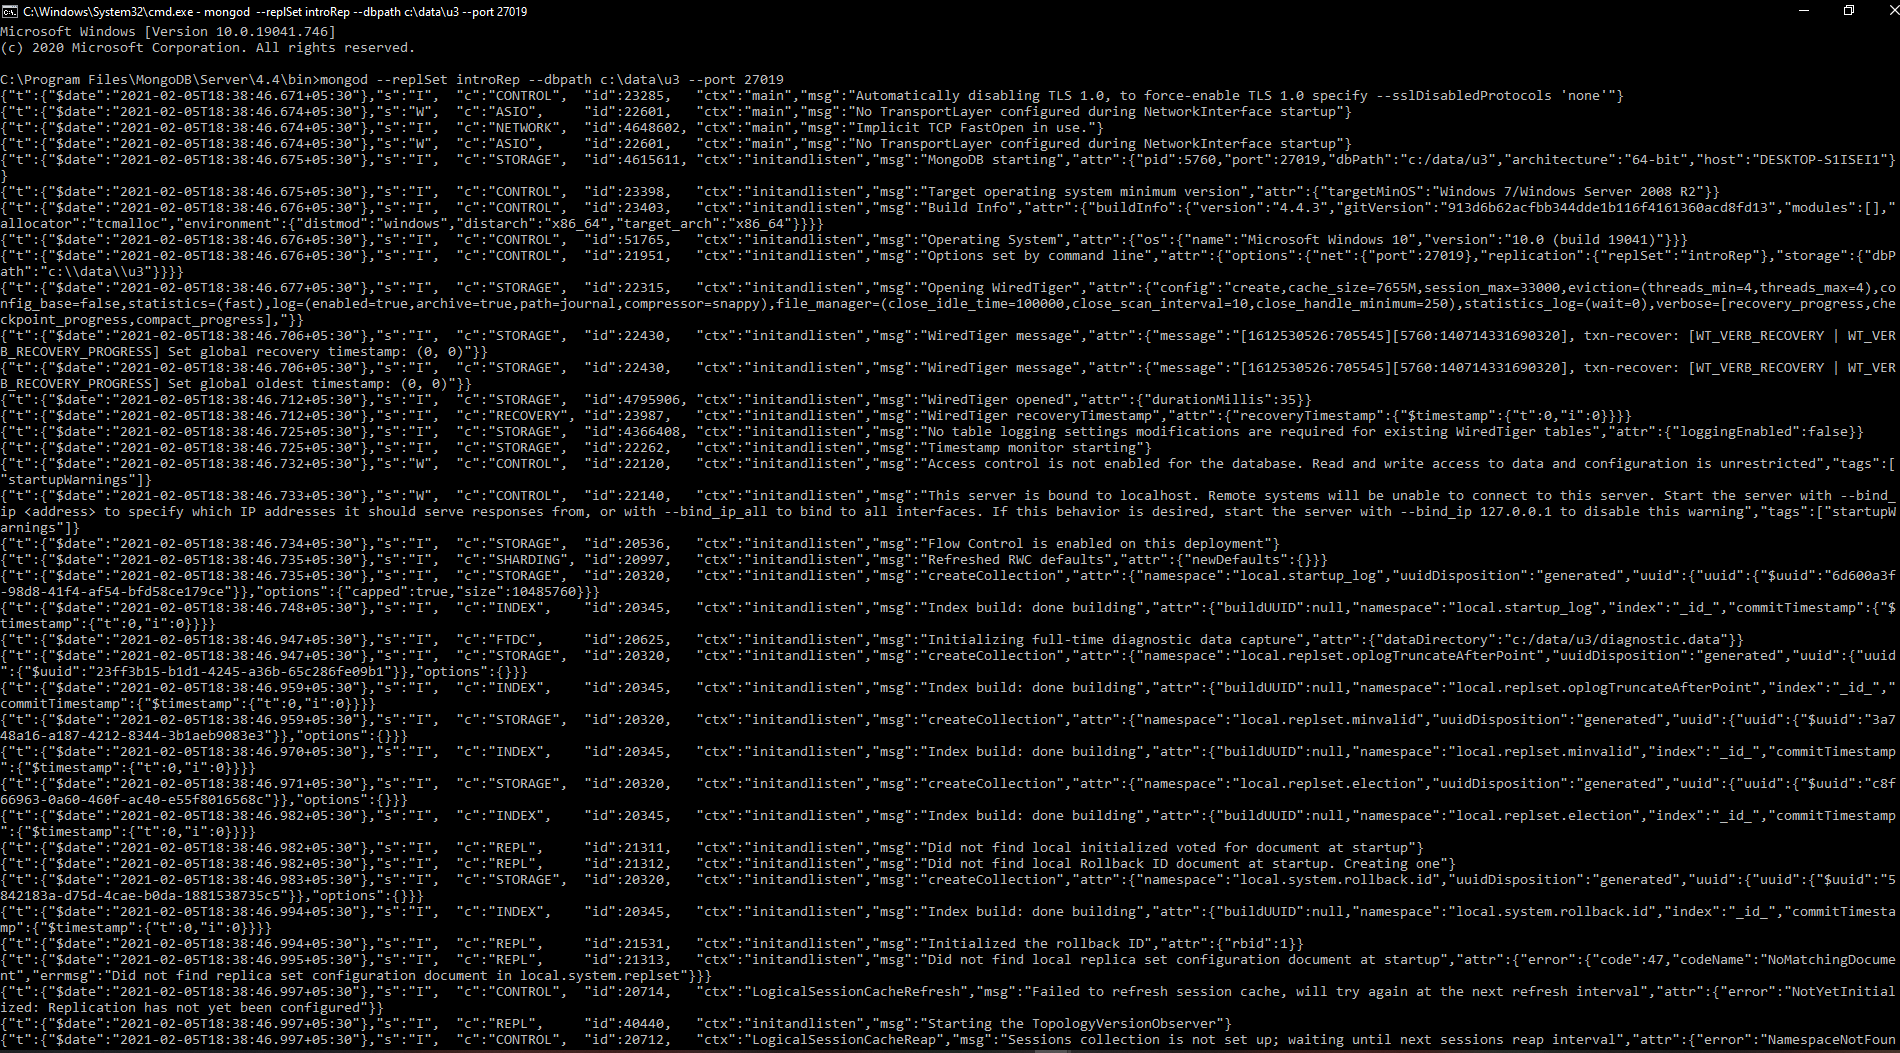 C:\Windows\System32\cmd.exe - mongod  --replSet introRep --dbpath c:\data\u3 --port 27019
Microsoft Windows [Version 10.0.19041.746]
(c) 2020 Microsoft Corporation. All rights reserved.
C:\Program Files\MongoDB\Server\4.4\bin>mongod --replSet introRep --dbpath c:\data\u3 --port 27019
{"t":{"$date":"2021-02-05T18:38:46.671+05:30"},"s":"I",  "c":"CONTROL",  "id":23285,   "ctx":"main","msg":"Automatically disabling TLS 1.0, to force-enable TLS 1.0 specify --sslDisabledProtocols 'none'"}
{"t":{"$date":"2021-02-05T18:38:46.674+05:30"},"s":"W",  "c":"ASIO",     "id":22601,   "ctx":"main","msg":"No TransportLayer configured during NetworkInterface startup"}
{"t":{"$date":"2021-02-05T18:38:46.674+05:30"},"s":"I",  "c":"NETWORK",  "id":4648602, "ctx":"main","msg":"Implicit TCP FastOpen in use."}
{"t":{"$date":"2021-02-05T18:38:46.674+05:30"},"s":"W",  "c":"ASIO",     "id":22601,   "ctx":"main","msg":"No TransportLayer configured during NetworkInterface startup"}
{"t":{"$date":"2021-02-05T18:38:46.675+05:30"},"s":"I",  "c":"STORAGE",  "id":4615611, "ctx":"initandlisten","msg":"MongoDB starting","attr":{"pid":5760,"port":27019,"dbPath":"c:/data/u3","architecture":"64-bit","host":"DESKTOP-S1ISEI1"}
}
{"t":{"$date":"2021-02-05T18:38:46.675+05:30"},"s":"I",  "c":"CONTROL",  "id":23398,   "ctx":"initandlisten","msg":"Target operating system minimum version","attr":{"targetMinOS":"Windows 7/Windows Server 2008 R2"}}
{"t":{"$date":"2021-02-05T18:38:46.676+05:30"},"s":"I",  "c":"CONTROL",  "id":23403,   "ctx":"initandlisten","msg":"Build Info","attr":{"buildInfo":{"version":"4.4.3","gitVersion":"913d6b62acfbb344dde1b116f4161360acd8fd13","modules":[],"
allocator":"tcmalloc","environment":{"distmod":"windows","distarch":"x86_64","target_arch":"x86_64"}}}}
{"t":{"$date":"2021-02-05T18:38:46.676+05:30"},"s":"I",  "c":"CONTROL",  "id":51765,   "ctx":"initandlisten","msg":"Operating System","attr":{"os":{"name":"Microsoft Windows 10","version":"10.0 (build 19041)"}}}
{"t":{"$date":"2021-02-05T18:38:46.676+05:30"},"s":"I",  "c":"CONTROL",  "id":21951,   "ctx":"initandlisten","msg":"Options set by command line","attr":{"options":{"net":{"port":27019},"replication":{"replSet":"introRep"},"storage":{"dbP
ath":"c:\\data\\u3"}}}}
{"t":{"$date":"2021-02-05T18:38:46.677+05:30"},"s":"I",  "c":"STORAGE",  "id":22315,   "ctx":"initandlisten","msg":"Opening WiredTiger","attr":{"config":"create,cache_size=7655M,session_max=33000,eviction=(threads_min=4,threads_max=4),co
nfig_base=false,statistics=(fast),log=(enabled=true,archive=true,path=journal,compressor=snappy),file_manager=(close_idle_time=100000,close_scan_interval=10,close_handle_minimum=250),statistics_log=(wait=0),verbose=[recovery_progress,che
ckpoint_progress,compact_progress],"}}
{"t":{"$date":"2021-02-05T18:38:46.706+05:30"},"s":"I",  "c":"STORAGE",  "id":22430,   "ctx":"initandlisten","msg":"WiredTiger message","attr":{"message":"[1612530526:705545][5760:140714331690320], txn-recover: [WT_VERB_RECOVERY | WT_VER
B_RECOVERY_PROGRESS] Set global recovery timestamp: (0, 0)"}}
{"t":{"$date":"2021-02-05T18:38:46.706+05:30"},"s":"I",  "c":"STORAGE",  "id":22430,   "ctx":"initandlisten","msg":"WiredTiger message","attr":{"message":"[1612530526:705545][5760:140714331690320], txn-recover: [WT_VERB_RECOVERY | WT_VER
B_RECOVERY_PROGRESS] Set global oldest timestamp: (0, 0)"}}
{"t":{"$date":"2021-02-05T18:38:46.712+05:30"},"s":"I",  "c":"STORAGE",  "id":4795906, "ctx":"initandlisten","msg":"WiredTiger opened","attr":{"durationMillis":35}}
{"t":{"$date":"2021-02-05T18:38:46.712+05:30"},"s":"I",  "c":"RECOVERY", "id":23987,   "ctx":"initandlisten","msg":"WiredTiger recoveryTimestamp","attr":{"recoveryTimestamp":{"$timestamp":{"t":0,"i":0}}}}
{"t":{"$date":"2021-02-05T18:38:46.725+05:30"},"s":"I",  "c":"STORAGE",  "id":4366408, "ctx":"initandlisten","msg":"No table logging settings modifications are required for existing WiredTiger tables","attr":{"loggingEnabled":false}}
{"t":{"$date":"2021-02-05T18:38:46.725+05:30"},"s":"I",  "c":"STORAGE",  "id":22262,   "ctx":"initandlisten","msg":"Timestamp monitor starting"}
{"t":{"$date":"2021-02-05T18:38:46.732+05:30"},"s":"W",  "c":"CONTROL",  "id":22120,   "ctx":"initandlisten","msg":"Access control is not enabled for the database. Read and write access to data and configuration is unrestricted","tags":[
"startupWarnings"]}
{"t":{"$date":"2021-02-05T18:38:46.733+05:30"},"s":"W",  "c":"CONTROL",  "id":22140,   "ctx":"initandlisten","msg":"This server is bound to localhost. Remote systems will be unable to connect to this server. Start the server with --bind_
ip <address> to specify which IP addresses it should serve responses from, or with --bind_ip_all to bind to all interfaces. If this behavior is desired, start the server with --bind_ip 127.0.0.1 to disable this warning","tags":["startupW
arnings"]}
{"t":{"$date":"2021-02-05T18:38:46.734+05:30"},"s":"I",  "c":"STORAGE",  "id":20536,   "ctx":"initandlisten","msg":"Flow Control is enabled on this deployment"}
{"t":{"$date":"2021-02-05T18:38:46.735+05:30"},"s":"I",  "c":"SHARDING", "id":20997,   "ctx":"initandlisten","msg":"Refreshed RWC defaults","attr":{"newDefaults":{}}}
{"t":{"$date":"2021-02-05T18:38:46.735+05:30"},"s":"I",  "c":"STORAGE",  "id":20320,   "ctx":"initandlisten","msg":"createCollection","attr":{"namespace":"local.startup_log","uuidDisposition":"generated","uuid":{"uuid":{"$uuid":"6d600a3f
-98d8-41f4-af54-bfd58ce179ce"}},"options":{"capped":true,"size":10485760}}}
{"t":{"$date":"2021-02-05T18:38:46.748+05:30"},"s":"I",  "c":"INDEX",    "id":20345,   "ctx":"initandlisten","msg":"Index build: done building","attr":{"buildUUID":null,"namespace":"local.startup_log","index":"_id_","commitTimestamp":{"$
timestamp":{"t":0,"i":0}}}}
{"t":{"$date":"2021-02-05T18:38:46.947+05:30"},"s":"I",  "c":"FTDC",     "id":20625,   "ctx":"initandlisten","msg":"Initializing full-time diagnostic data capture","attr":{"dataDirectory":"c:/data/u3/diagnostic.data"}}
{"t":{"$date":"2021-02-05T18:38:46.947+05:30"},"s":"I",  "c":"STORAGE",  "id":20320,   "ctx":"initandlisten","msg":"createCollection","attr":{"namespace":"local.replset.oplogTruncateAfterPoint","uuidDisposition":"generated","uuid":{"uuid
":{"$uuid":"23ff3b15-b1d1-4245-a36b-65c286fe09b1"}},"options":{}}}
{"t":{"$date":"2021-02-05T18:38:46.959+05:30"},"s":"I",  "c":"INDEX",    "id":20345,   "ctx":"initandlisten","msg":"Index build: done building","attr":{"buildUUID":null,"namespace":"local.replset.oplogTruncateAfterPoint","index":"_id_","
commitTimestamp":{"$timestamp":{"t":0,"i":0}}}}
{"t":{"$date":"2021-02-05T18:38:46.959+05:30"},"s":"I",  "c":"STORAGE",  "id":20320,   "ctx":"initandlisten","msg":"createCollection","attr":{"namespace":"local.replset.minvalid","uuidDisposition":"generated","uuid":{"uuid":{"$uuid":"3a7
48a16-a187-4212-8344-3b1aeb9083e3"}},"options":{}}}
{"t":{"$date":"2021-02-05T18:38:46.970+05:30"},"s":"I",  "c":"INDEX",    "id":20345,   "ctx":"initandlisten","msg":"Index build: done building","attr":{"buildUUID":null,"namespace":"local.replset.minvalid","index":"_id_","commitTimestamp
":{"$timestamp":{"t":0,"i":0}}}}
{"t":{"$date":"2021-02-05T18:38:46.971+05:30"},"s":"I",  "c":"STORAGE",  "id":20320,   "ctx":"initandlisten","msg":"createCollection","attr":{"namespace":"local.replset.election","uuidDisposition":"generated","uuid":{"uuid":{"$uuid":"c8f
66963-0a60-460f-ac40-e55f8016568c"}},"options":{}}}
{"t":{"$date":"2021-02-05T18:38:46.982+05:30"},"s":"I",  "c":"INDEX",    "id":20345,   "ctx":"initandlisten","msg":"Index build: done building","attr":{"buildUUID":null,"namespace":"local.replset.election","index":"_id_","commitTimestamp
":{"$timestamp":{"t":0,"i":0}}}}
{"t":{"$date":"2021-02-05T18:38:46.982+05:30"},"s":"I",  "c":"REPL",     "id":21311,   "ctx":"initandlisten","msg":"Did not find local initialized voted for document at startup"}
{"t":{"$date":"2021-02-05T18:38:46.982+05:30"},"s":"I",  "c":"REPL",     "id":21312,   "ctx":"initandlisten","msg":"Did not find local Rollback ID document at startup. Creating one"}
{"t":{"$date":"2021-02-05T18:38:46.983+05:30"},"s":"I",  "c":"STORAGE",  "id":20320,   "ctx":"initandlisten","msg":"createCollection","attr":{"namespace":"local.system.rollback.id","uuidDisposition":"generated","uuid":{"uuid":{"$uuid":"5
842183a-d75d-4cae-b0da-1881538735c5"}},"options":{}}}
{"t":{"$date":"2021-02-05T18:38:46.994+05:30"},"s":"I",  "c":"INDEX",    "id":20345,   "ctx":"initandlisten","msg":"Index build: done building","attr":{"buildUUID":null,"namespace":"local.system.rollback.id","index":"_id_","commitTimesta
mp":{"$timestamp":{"t":0,"i":0}}}}
{"t":{"$date":"2021-02-05T18:38:46.994+05:30"},"s":"I",  "c":"REPL",     "id":21531,   "ctx":"initandlisten","msg":"Initialized the rollback ID","attr":{"rbid":1}}
{"t":{"$date":"2021-02-05T18:38:46.995+05:30"},"s":"I",  "c":"REPL",     "id":21313,   "ctx":"initandlisten","msg":"Did not find local replica set configuration document at startup","attr":{"error":{"code":47,"codeName":"NoMatchingDocume
nt","errmsg":"Did not find replica set configuration document in local.system.replset"}}}
{"t":{"$date":"2021-02-05T18:38:46.997+05:30"},"s":"I",  "c":"CONTROL",  "id":20714,   "ctx":"LogicalSessionCacheRefresh","msg":"Failed to refresh session cache, will try again at the next refresh interval","attr":{"error":"NotYetInitial
ized: Replication has not yet been configured"}}
{"t":{"$date":"2021-02-05T18:38:46.997+05:30"},"s":"I",  "c":"REPL",     "id":40440,   "ctx":"initandlisten","msg":"Starting the TopologyVersionObserver"}
{"t":{"$date":"2021-02-05T18:38:46.997+05:30"},"s":"I",  "c":"CONTROL",  "id":20712,   "ctx":"LogicalSessionCacheReap","msg":"Sessions collection is not set up; waiting until next sessions reap interval","attr":{"error":"NamespaceNotFoun